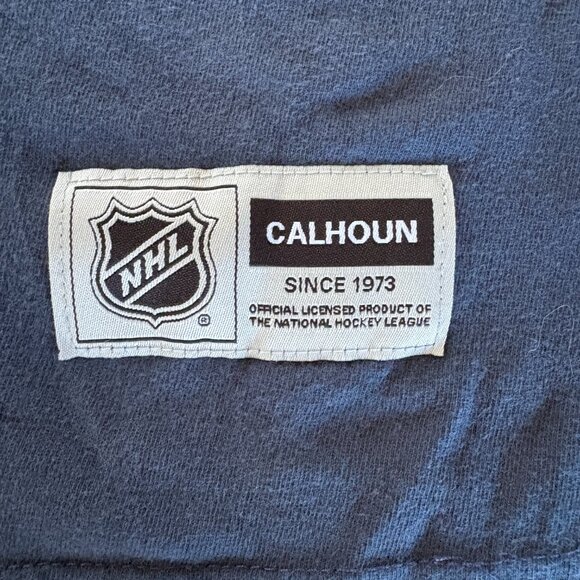 NHL
®
CALHOUN
SINCE 1973
OFFICIAL LICENSED PRODUCT OF
THE NATIONAL HOCKEY LEAGUE